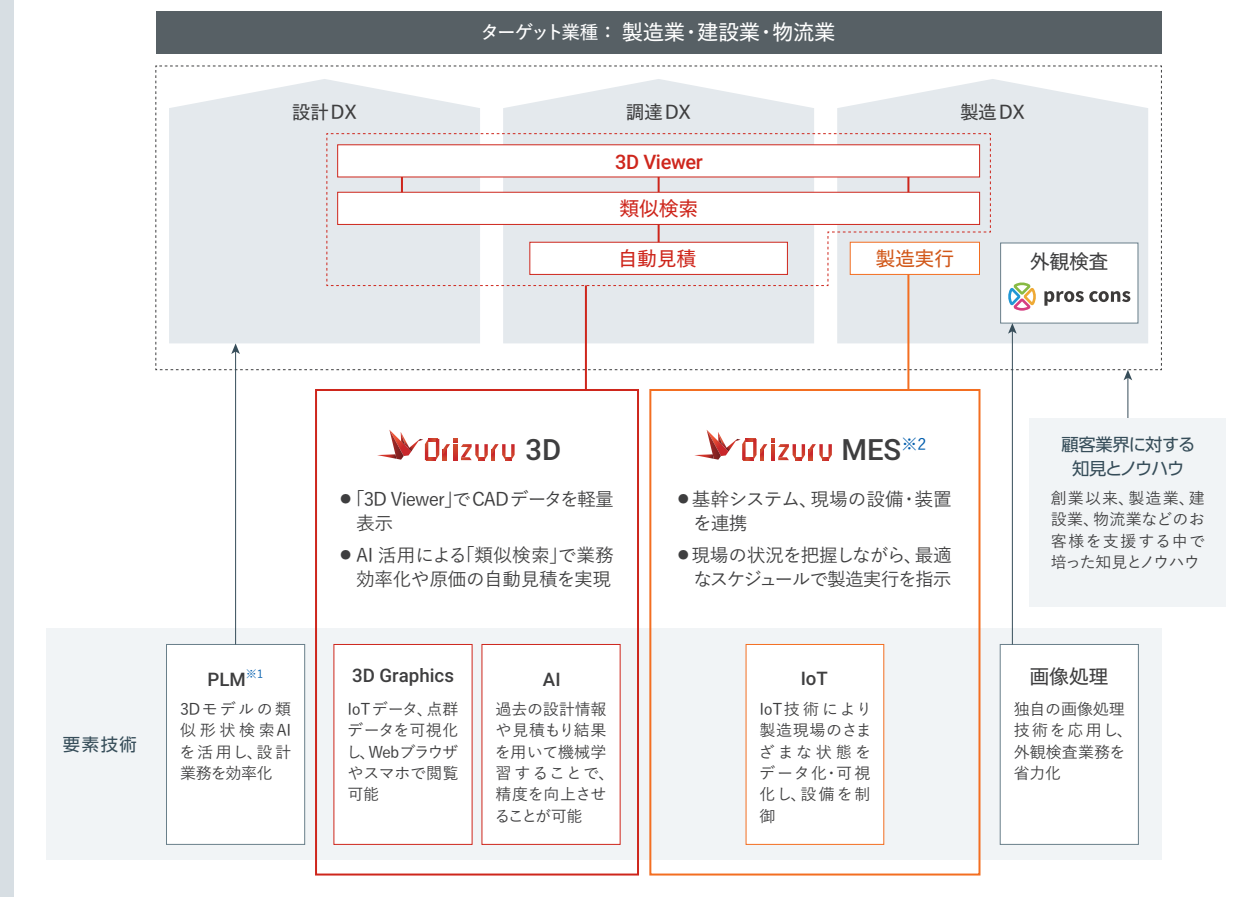 ターゲット業種： 製造業・建設業・物流業
設計DX
調達DX
製造DX
3D Viewer
類似検索
自動見積
製造実行
外観検査
pros cons
Orizuru 3D
●「3D Viewer」でCADデータを軽量
表示
●AI 活用による「類似検索」で業務
効率化や原価の自動見積を実現
Orizuru MES※2
●基幹システム、現場の設備・装置
を連携
●現場の状況を把握しながら、最適
なスケジュールで製造実行を指示
顧客業界に対する
知見とノウハウ
創業以来、製造業、建
設業、物流業などのお
客様を支援する中で
培った知見とノウハウ
要素技術
PLM※1
3Dモデルの類
似形状検索AI
を活用し、設計
業務を効率化
3D Graphics
IoTデータ、点群
データを可視化
し、Webブラウザ
やスマホで閲覧
可能
AI
過去の設計情報
や見積もり結果
を用いて機械学
習することで、
精度を向上させ
ることが可能
IoT
IoT技術により
製造現場のさま
ざまな状態を
データ化・可視
化し、設備を制
御
画像処理
独自の画像処理
技術を応用し、
外観検査業務を
省力化